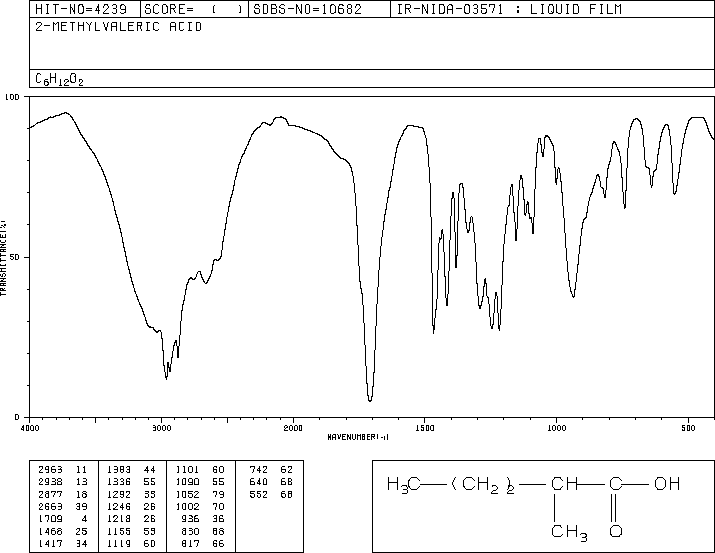 HIT-NO=4239 SCORE= ( ) SDBS-NO=10682 IR-NIDA-03571 : LIQUID FILM
2-METHYLVALERIC ACID
C6H12O2
100
TRANSMITTANCE(%)
50
0
4000 3000 2000 1500 1000 500
WAVENUMBER(-1)
2963 11 1383 44 1101 60 742 62
2938 13 1336 55 1090 55 640 68
2877 18 1292 33 1052 79 552 68
2663 39 1246 26 1002 70
1709 4 1218 26 936 36
1468 25 1155 53 830 68
1417 34 1119 60 817 66
H3C (CH2)2 CH C OH
CH3 O